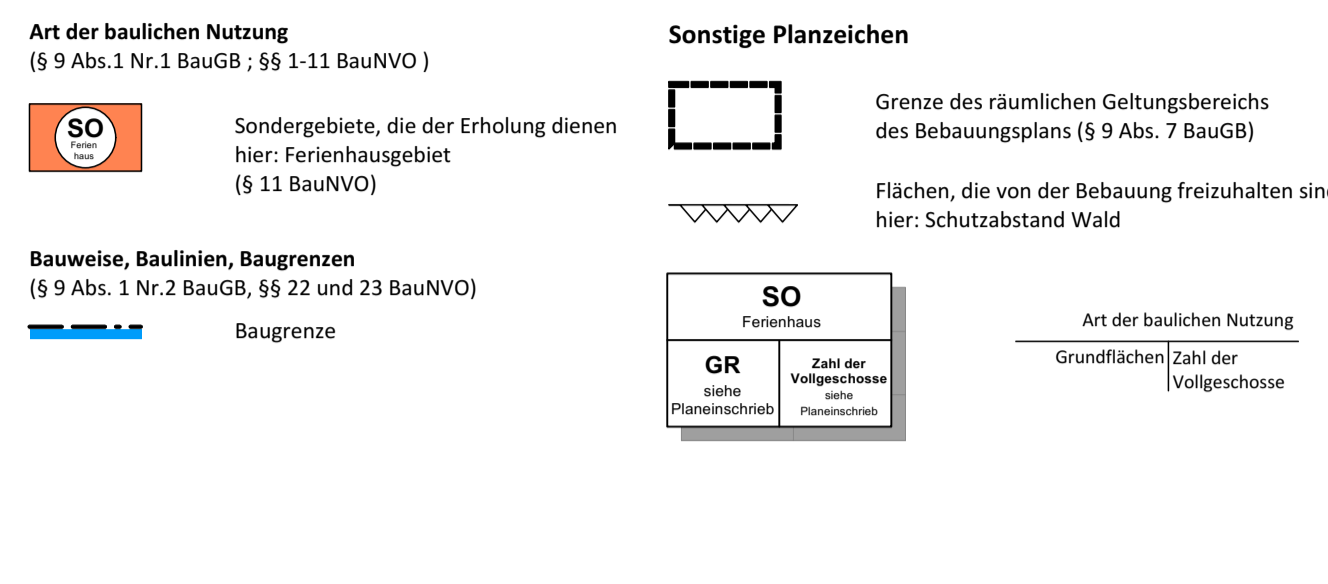 Art der baulichen Nutzung
(§ 9 Abs.1 Nr.1 BauGB ; §§ 1-11 BauNVO )
SO
Ferien
haus
Sondergebiete, die der Erholung dienen
hier: Ferienhausgebiet
(§ 11 BauNVO)
Bauweise, Baulinien, Baugrenzen
(§ 9 Abs. 1 Nr.2 BauGB, §§ 22 und 23 BauNVO)
Baugrenze
Sonstige Planzeichen
Grenze des räumlichen Geltungsbereichs
des Bebauungsplans (§ 9 Abs. 7 BauGB)
Flächen, die von der Bebauung freizuhalten sin
hier: Schutzabstand Wald
SO
Ferienhaus
GR
siehe
Planeinschrieb
Zahl der
Vollgeschosse
siehe
Planeinschrieb
Art der baulichen Nutzung
Grundflächen
Zahl der
Vollgeschosse